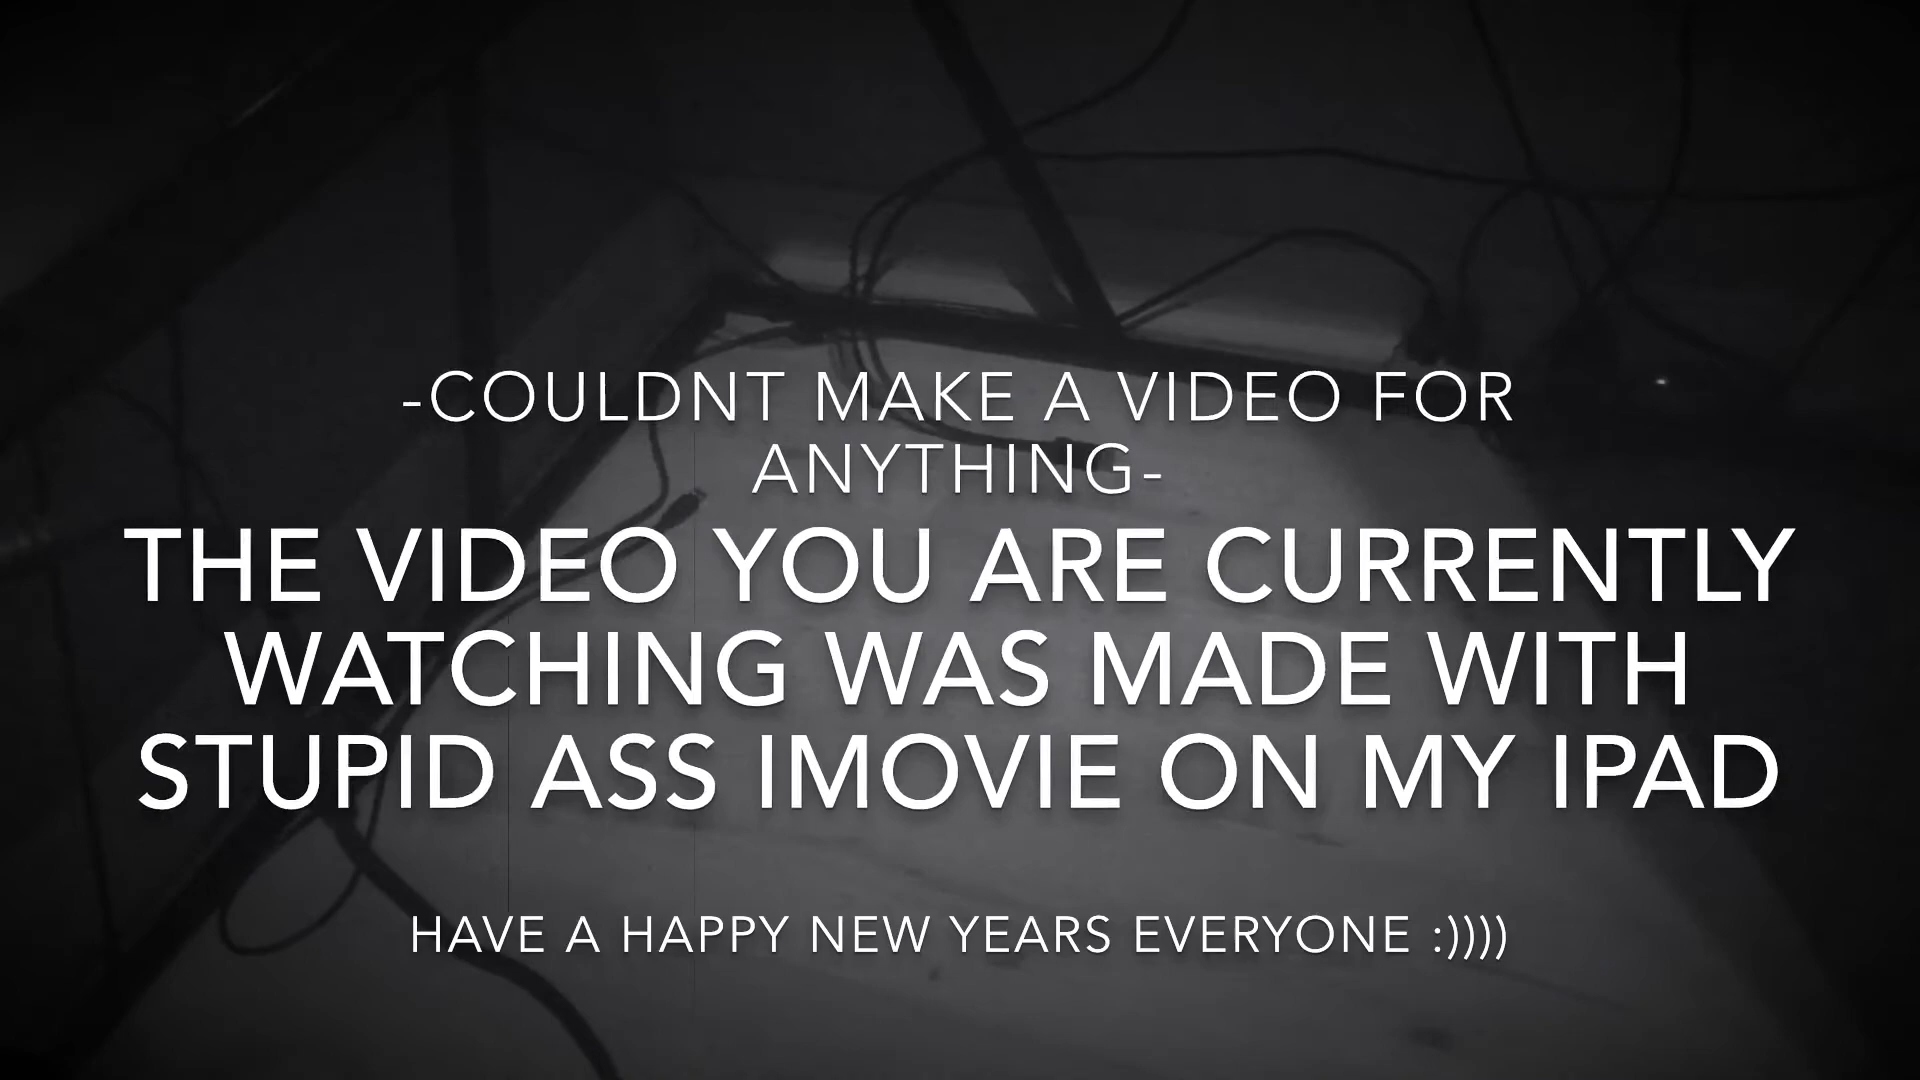 -COULDNT MAKE A VIDEO FOR
ANYTHING-
THE VIDEO YOU ARE CURRENTLY
WATCHING WAS MADE WITH
STUPID ASS IMOVIE ON MY IPAD
HAVE A HAPPY NEW YEARS EVERYONE :))))